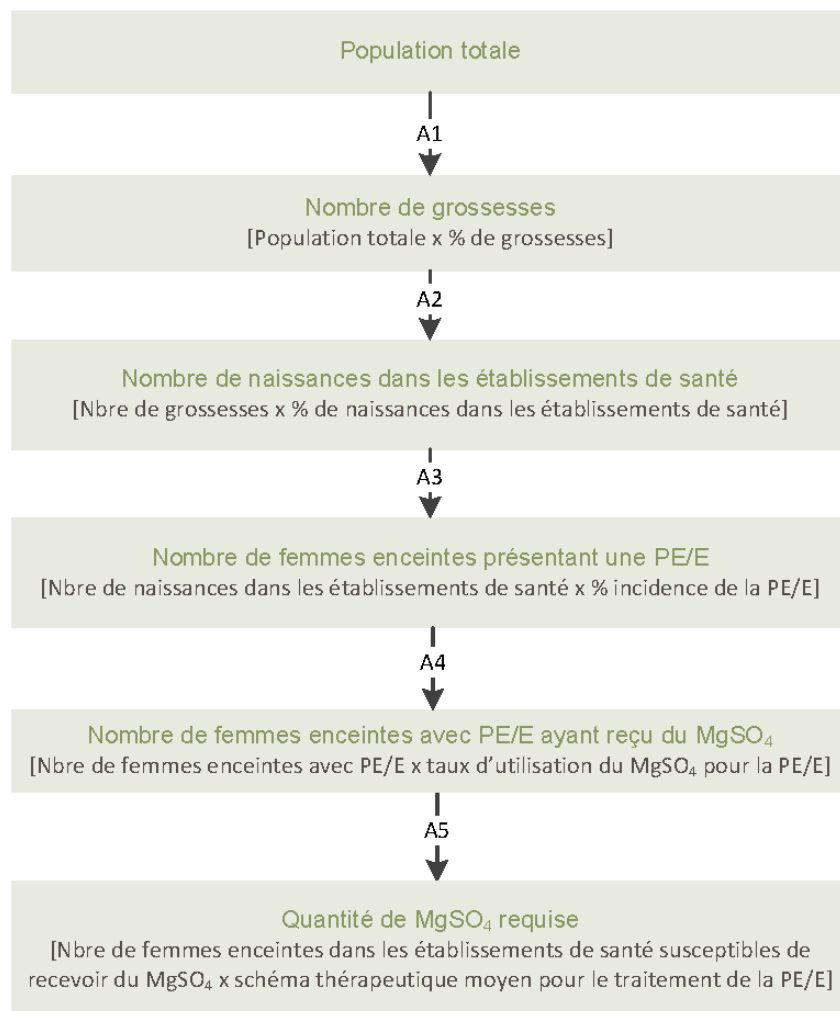 Population totale
A1
Nombre de grossesses
[Population totale x % de grossesses]
A2
Nombre de naissances dans les établissements de santé
[Nbre de grossesses x % de naissances dans les établissements de santé]
A3
Nombre de femmes enceintes présentant une PE/E
[Nbre de naissances dans les établissements de santé x % incidence de la PE/E]
A4
Nombre de femmes enceintes avec PE/E ayant reçu du MgSO₄
[Nbre de femmes enceintes avec PE/E x taux d’utilisation du MgSO₄ pour la PE/E]
A5
Quantité de MgSO₄ requise
[Nbre de femmes enceintes dans les établissements de santé susceptibles de
recevoir du MgSO₄ x schéma thérapeutique moyen pour le traitement de la PE/E]